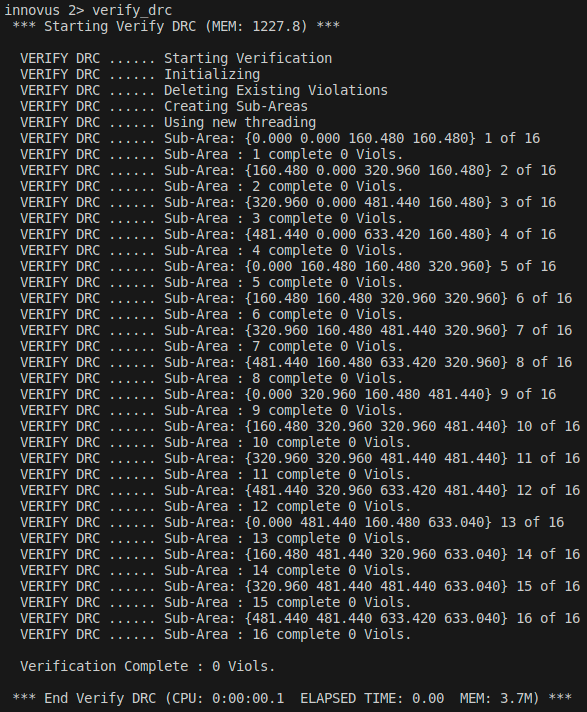 innovus 2> verify_drc
*** Starting Verify DRC (MEM: 1227.8) ***
VERIFY DRC ...... Starting Verification
VERIFY DRC ...... Initializing
VERIFY DRC ...... Deleting Existing Violations
VERIFY DRC ...... Creating Sub-Areas
VERIFY DRC ...... Using new threading
VERIFY DRC ...... Sub-Area: {0.000 0.000 160.480 160.480} 1 of 16
VERIFY DRC ...... Sub-Area : 1 complete 0 Viols.
VERIFY DRC ...... Sub-Area: {160.480 0.000 320.960 160.480} 2 of 16
VERIFY DRC ...... Sub-Area : 2 complete 0 Viols.
VERIFY DRC ...... Sub-Area: {320.960 0.000 481.440 160.480} 3 of 16
VERIFY DRC ...... Sub-Area : 3 complete 0 Viols.
VERIFY DRC ...... Sub-Area: {481.440 0.000 633.420 160.480} 4 of 16
VERIFY DRC ...... Sub-Area : 4 complete 0 Viols.
VERIFY DRC ...... Sub-Area: {0.000 160.480 160.480 320.960} 5 of 16
VERIFY DRC ...... Sub-Area : 5 complete 0 Viols.
VERIFY DRC ...... Sub-Area: {160.480 160.480 320.960 320.960} 6 of 16
VERIFY DRC ...... Sub-Area : 6 complete 0 Viols.
VERIFY DRC ...... Sub-Area: {320.960 160.480 481.440 320.960} 7 of 16
VERIFY DRC ...... Sub-Area : 7 complete 0 Viols.
VERIFY DRC ...... Sub-Area: {481.440 160.480 633.420 320.960} 8 of 16
VERIFY DRC ...... Sub-Area : 8 complete 0 Viols.
VERIFY DRC ...... Sub-Area: {0.000 320.960 160.480 481.440} 9 of 16
VERIFY DRC ...... Sub-Area : 9 complete 0 Viols.
VERIFY DRC ...... Sub-Area: {160.480 320.960 320.960 481.440} 10 of 16
VERIFY DRC ...... Sub-Area : 10 complete 0 Viols.
VERIFY DRC ...... Sub-Area: {320.960 320.960 481.440 481.440} 11 of 16
VERIFY DRC ...... Sub-Area : 11 complete 0 Viols.
VERIFY DRC ...... Sub-Area: {481.440 320.960 633.420 481.440} 12 of 16
VERIFY DRC ...... Sub-Area : 12 complete 0 Viols.
VERIFY DRC ...... Sub-Area: {0.000 481.440 160.480 633.040} 13 of 16
VERIFY DRC ...... Sub-Area : 13 complete 0 Viols.
VERIFY DRC ...... Sub-Area: {160.480 481.440 320.960 633.040} 14 of 16
VERIFY DRC ...... Sub-Area : 14 complete 0 Viols.
VERIFY DRC ...... Sub-Area: {320.960 481.440 481.440 633.040} 15 of 16
VERIFY DRC ...... Sub-Area : 15 complete 0 Viols.
VERIFY DRC ...... Sub-Area: {481.440 481.440 633.420 633.040} 16 of 16
VERIFY DRC ...... Sub-Area : 16 complete 0 Viols.
Verification Complete : 0 Viols.
*** End Verify DRC (CPU: 0:00:00.1 ELAPSED TIME: 0.00 MEM: 3.7M) ***